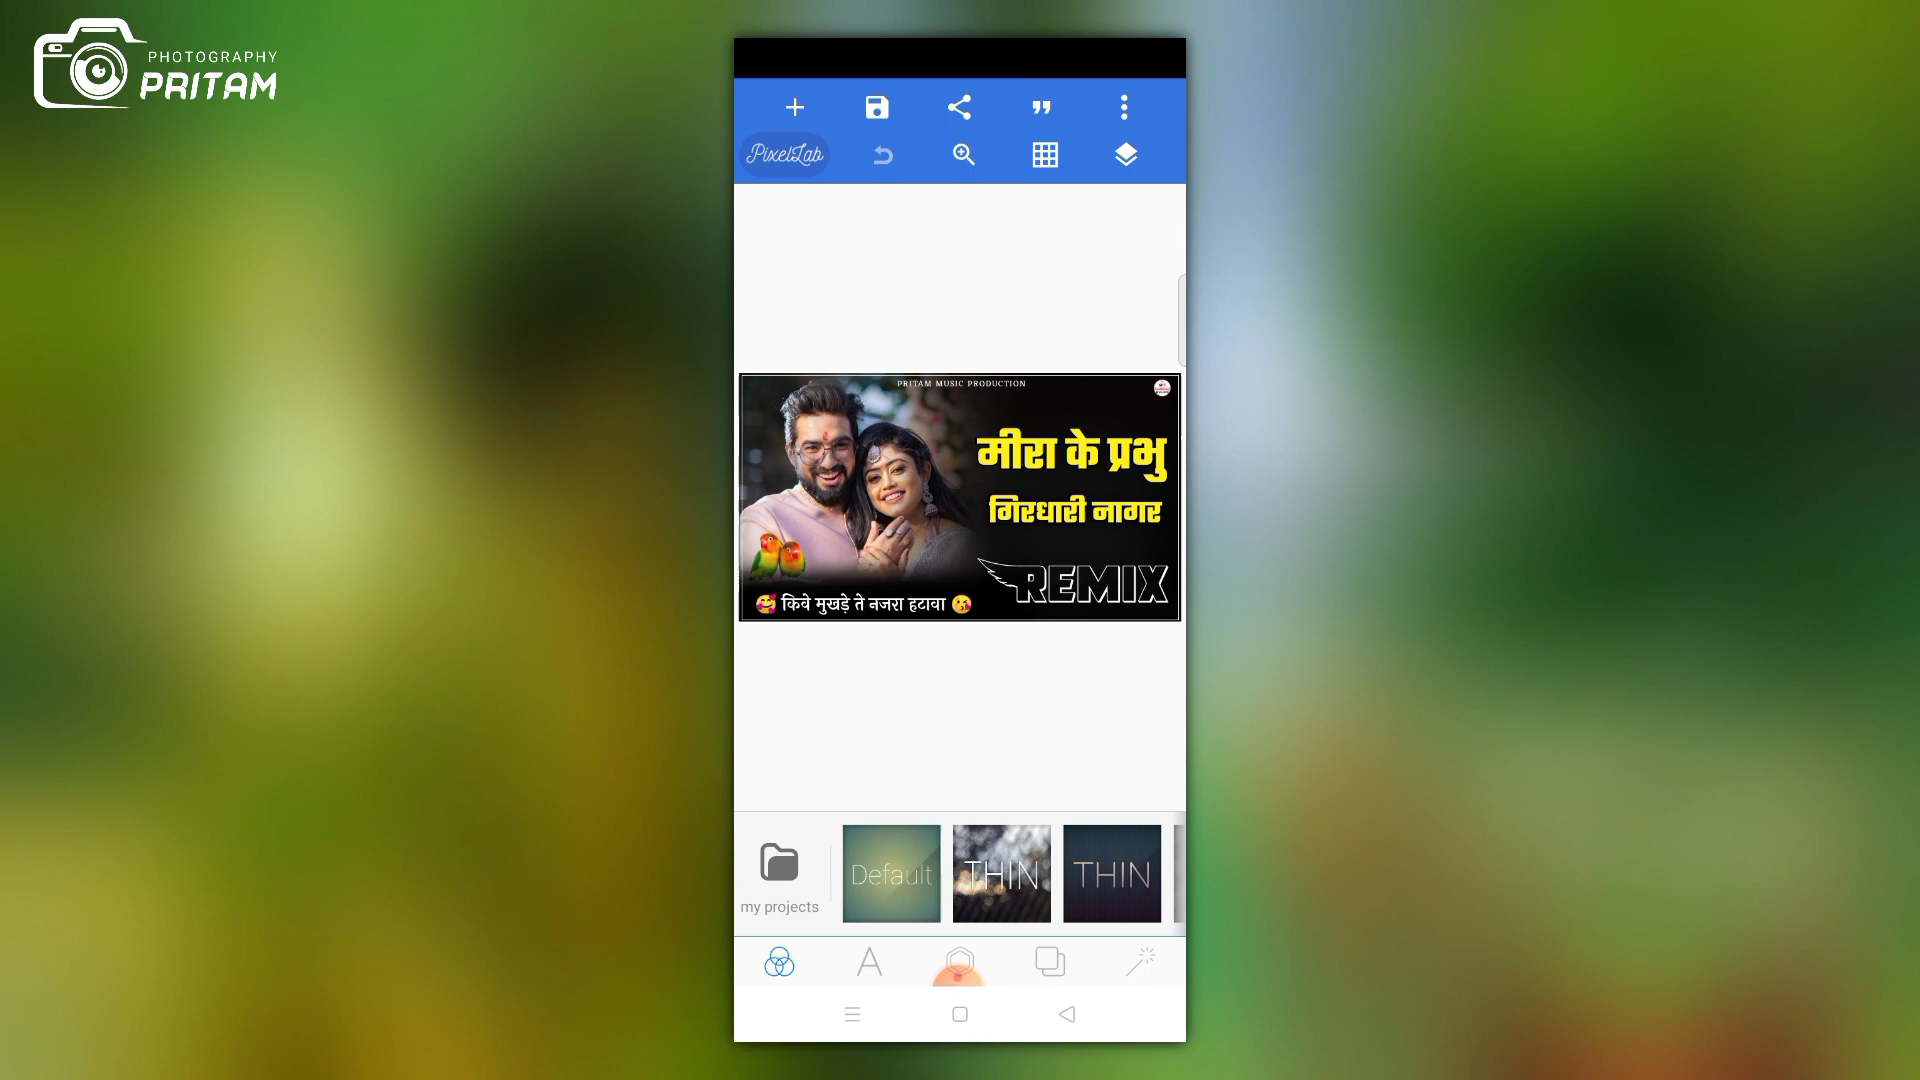 PHOTOGRAPHY
PRITAM
PixelLab
PRITAM MUSIC PRODUCTION
मीरा के प्रभु
गिरधारी नागर
REMIX
🥰 किवे मुखड़े ते नजरा हटावा 😘
my projects
Default
THIN
THIN